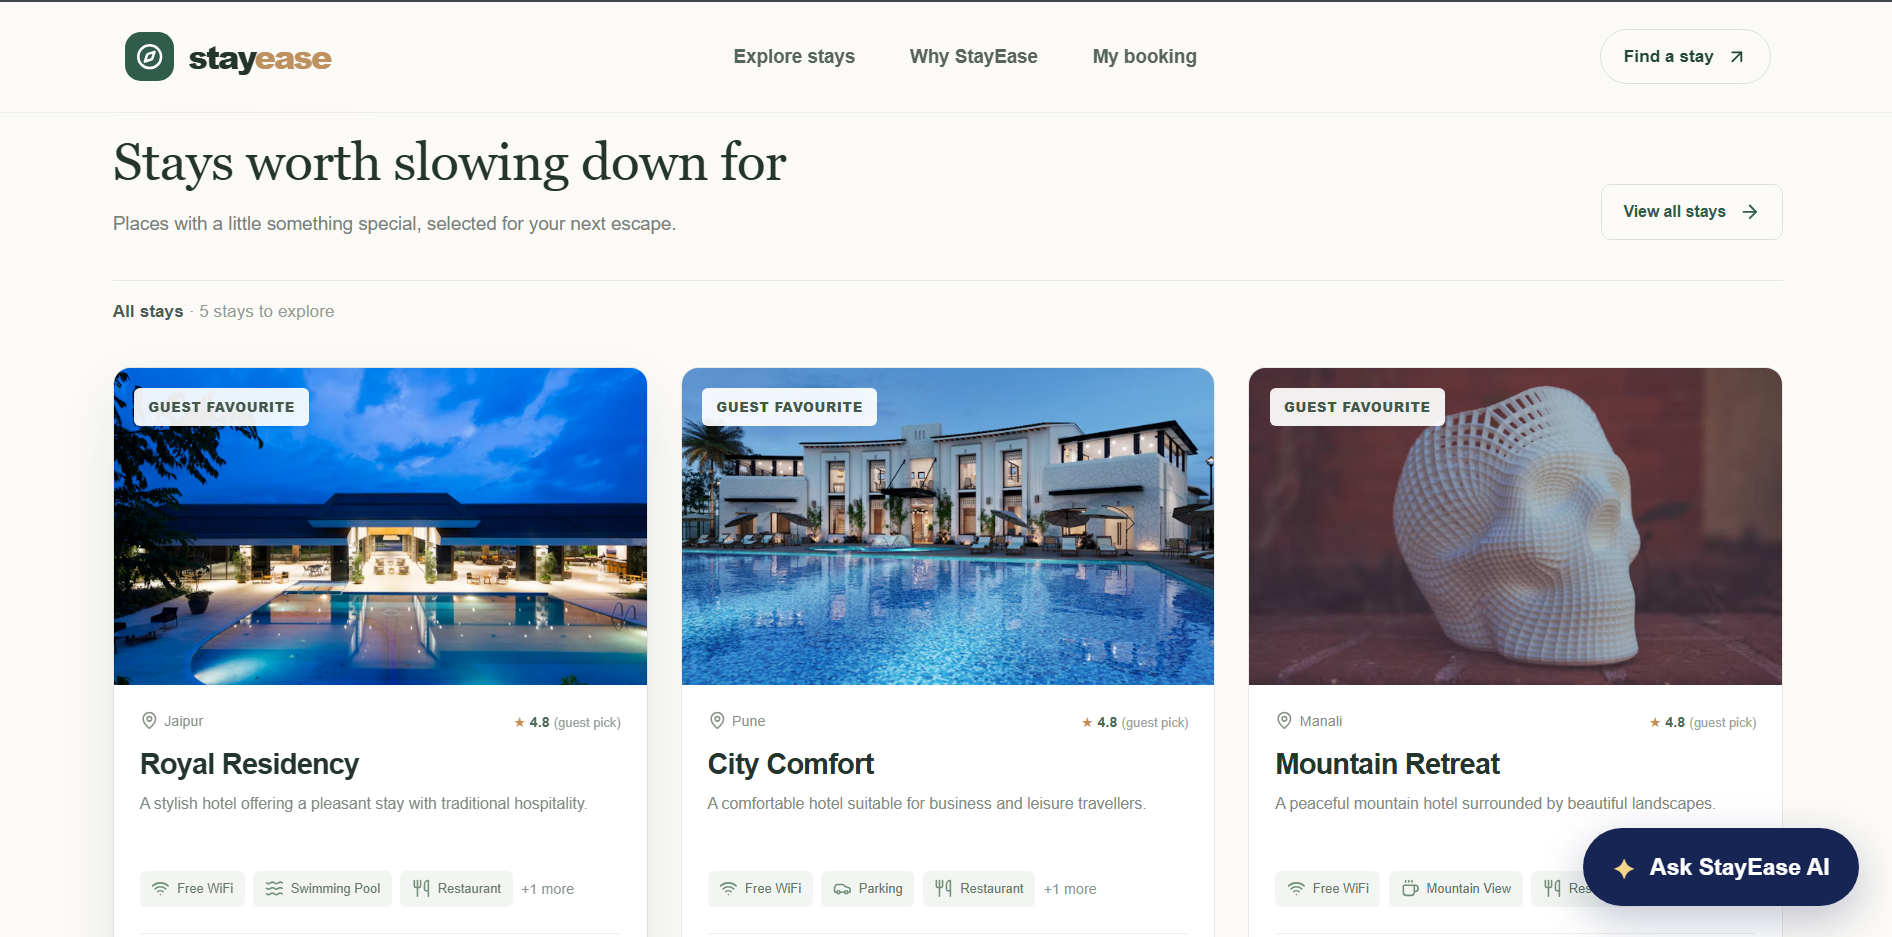 stayease
Explore stays
Why StayEase
My booking
Find a stay
Stays worth slowing down for
Places with a little something special, selected for your next escape.
View all stays
All stays · 5 stays to explore
GUEST FAVOURITE
GUEST FAVOURITE
GUEST FAVOURITE
Jaipur
★ 4.8 (guest pick)
Royal Residency
A stylish hotel offering a pleasant stay with traditional hospitality.
Free WiFi
Swimming Pool
Restaurant
+1 more
Pune
★ 4.8 (guest pick)
City Comfort
A comfortable hotel suitable for business and leisure travellers.
Free WiFi
Parking
Restaurant
+1 more
Manali
★ 4.8 (guest pick)
Mountain Retreat
A peaceful mountain hotel surrounded by beautiful landscapes.
Free WiFi
Mountain View
Ask StayEase AI